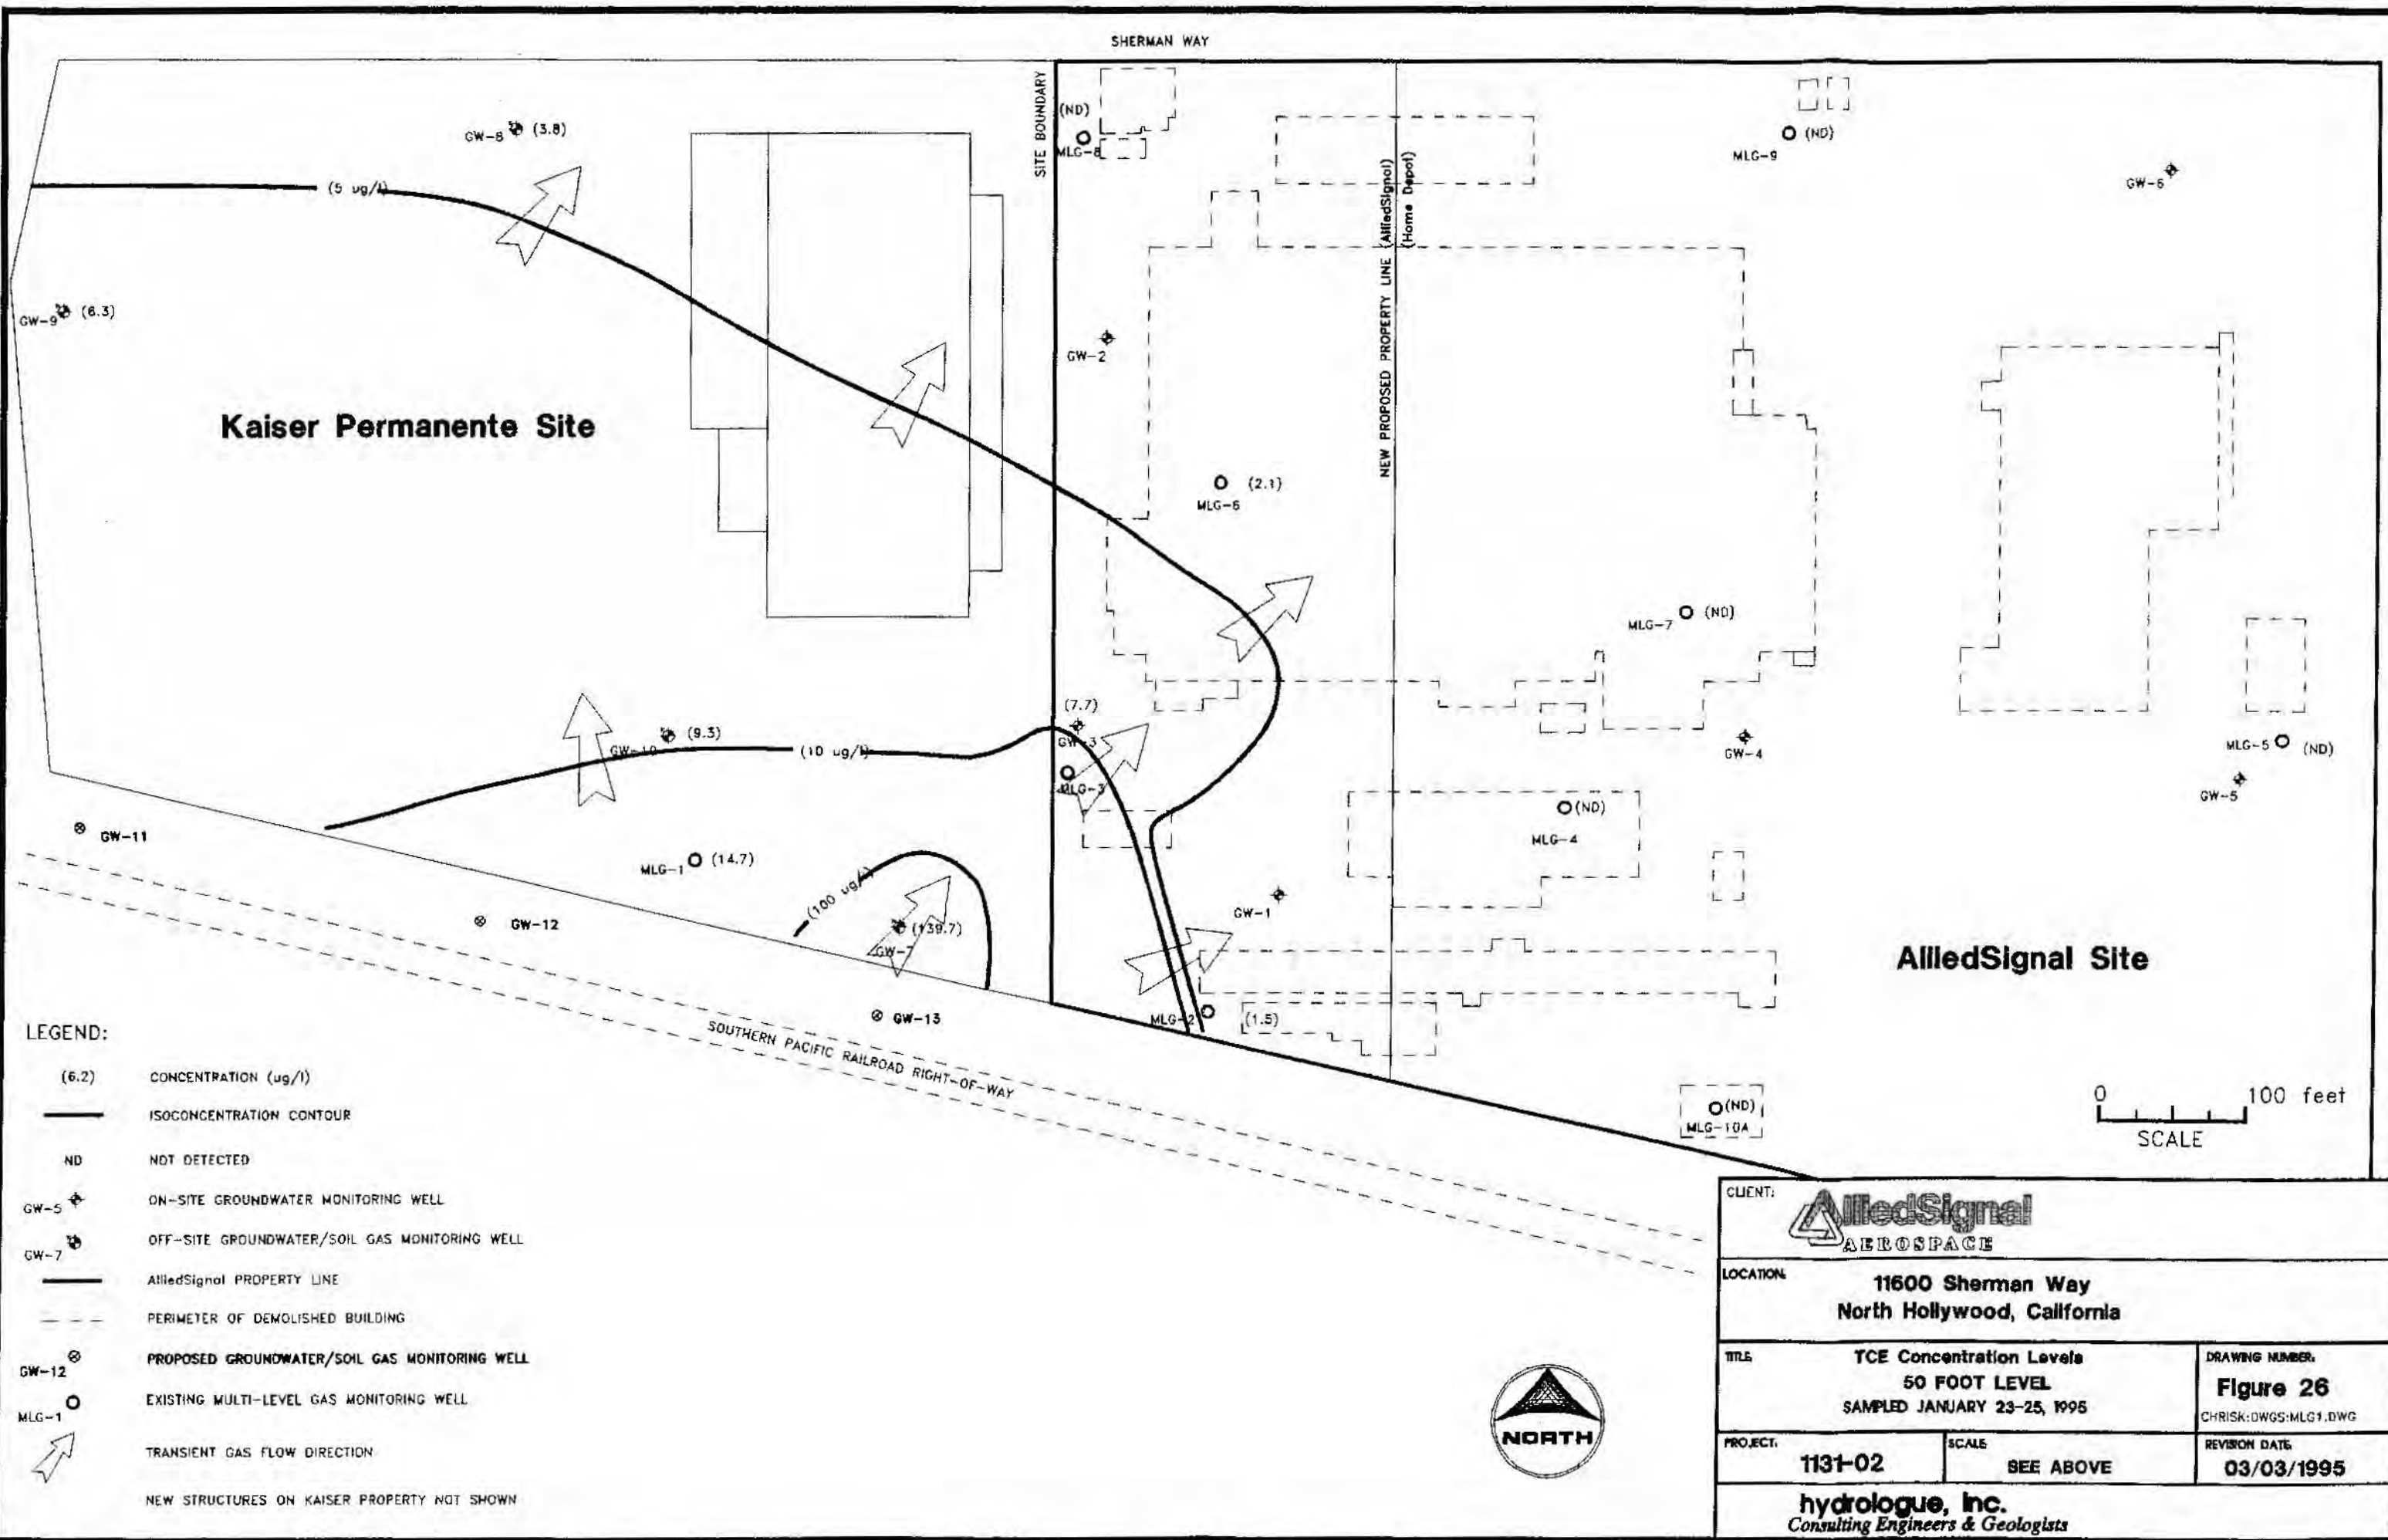 SHERMAN WAY
SITE BOUNDARY
GW-8 (3.8)
(5 ug/l)
GW-9 (6.3)
Kaiser Permanente Site
(ND)
MLG-8
NEW PROPOSED PROPERTY LINE (AlliedSignal)
(Home Depot)
(ND)
MLG-9
GW-6
GW-2
(2.1)
MLG-6
MLG-7 (ND)
(7.7)
GW-3
MLG-3
(9.3)
GW-10
(10 ug/l)
GW-4
MLG-5 (ND)
GW-5
(ND)
MLG-4
GW-11
MLG-1 (14.7)
(100 ug/l)
(139.7)
GW-7
GW-12
GW-1
GW-13
MLG-2 (1.5)
AlliedSignal Site
SOUTHERN PACIFIC RAILROAD RIGHT-OF-WAY
(ND)
MLG-10A
0 100 feet
SCALE
LEGEND:
(6.2) CONCENTRATION (ug/l)
ISOCONCENTRATION CONTOUR
ND NOT DETECTED
GW-5 ON-SITE GROUNDWATER MONITORING WELL
GW-7 OFF-SITE GROUNDWATER/SOIL GAS MONITORING WELL
AlliedSignal PROPERTY LINE
PERIMETER OF DEMOLISHED BUILDING
GW-12 PROPOSED GROUNDWATER/SOIL GAS MONITORING WELL
MLG-1 EXISTING MULTI-LEVEL GAS MONITORING WELL
TRANSIENT GAS FLOW DIRECTION
NEW STRUCTURES ON KAISER PROPERTY NOT SHOWN
NORTH
CLIENT:
AlliedSignal
AEROSPACE
LOCATION:
11600 Sherman Way
North Hollywood, California
TITLE:
TCE Concentration Levels
50 FOOT LEVEL
SAMPLED JANUARY 23-25, 1995
DRAWING NUMBER:
Figure 26
CHRISK:DWGS:MLG1.DWG
PROJECT:
1131-02
SCALE
SEE ABOVE
REVISION DATE:
03/03/1995
hydrologue, inc.
Consulting Engineers & Geologists